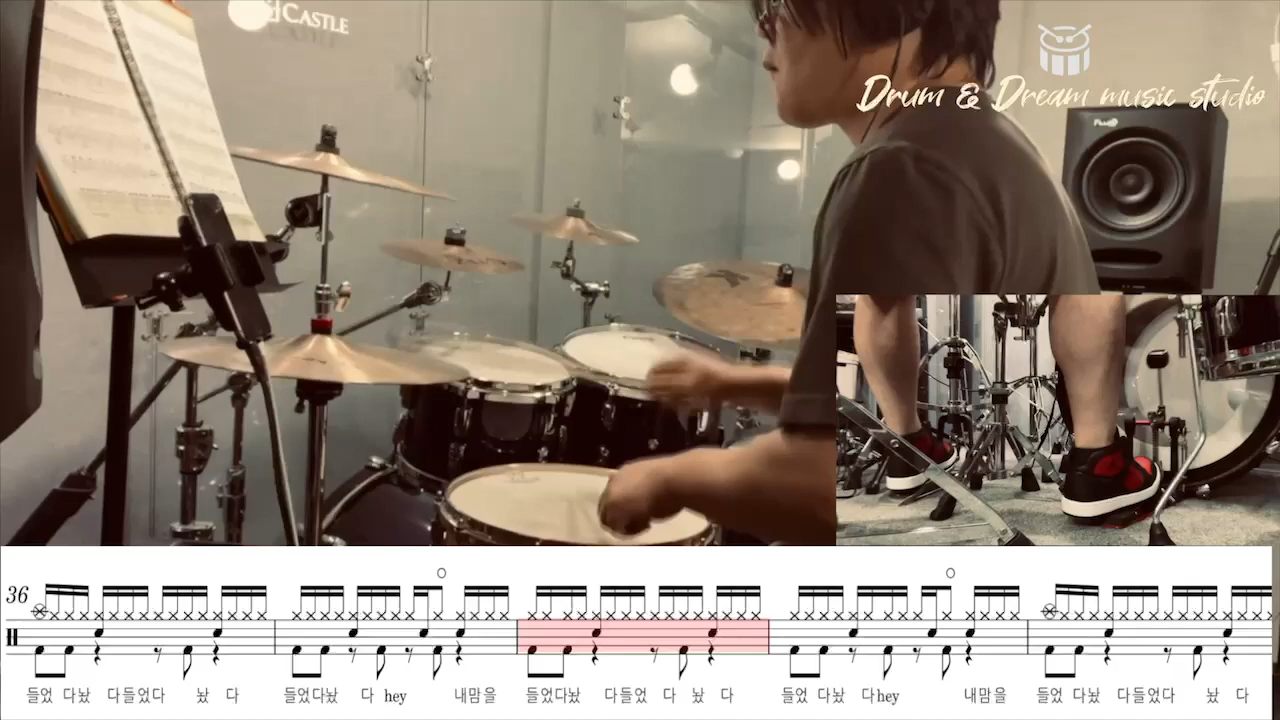 CASTLE
Drum & Dream music studio
36
들었 다놨 다들었다 놨 다 들었다놨 다 hey 내맘을 들었다놨 다들었 다 놨 다 들었 다놨 다hey 내맘을 들었 다놨 다들었다 놨 다